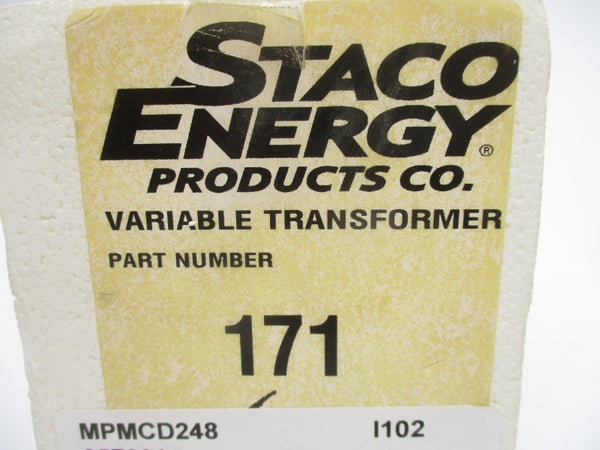 STACO
ENERGY®
PRODUCTS CO.
VARIABLE TRANSFORMER
PART NUMBER
171
MPMCD248 I102